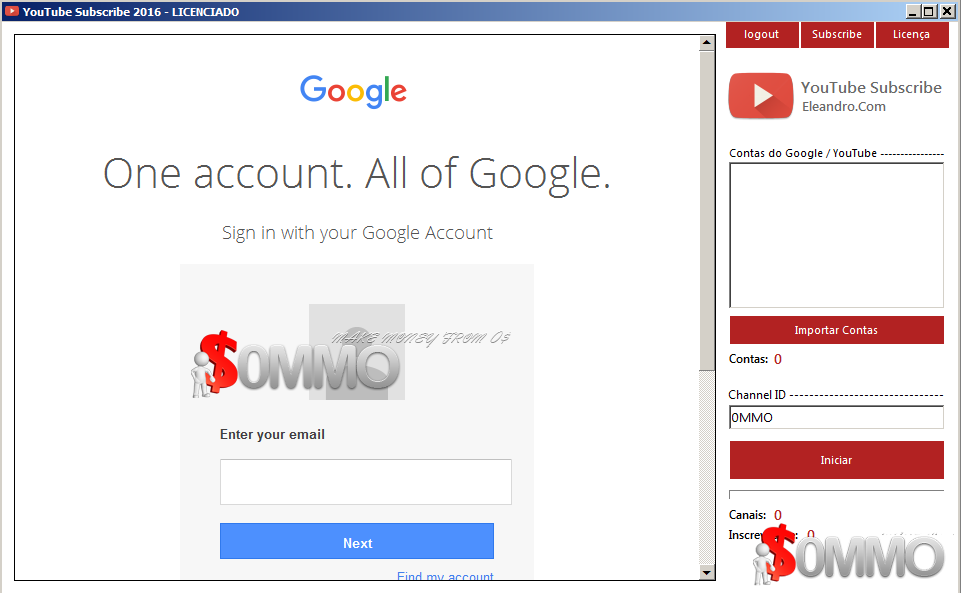 YouTube Subscribe 2016 - LICENCIADO
logout
Subscribe
Licença
Google
One account. All of Google.
Sign in with your Google Account
MAKE MONEY FROM 0$
$0MMO
Enter your email
Next
Find my account
YouTube Subscribe
Eleandro.Com
Contas do Google / YouTube ----------------
Importar Contas
Contas: 0
Channel ID --------------------------------
0MMO
Iniciar
Canais: 0
0
$0MMO